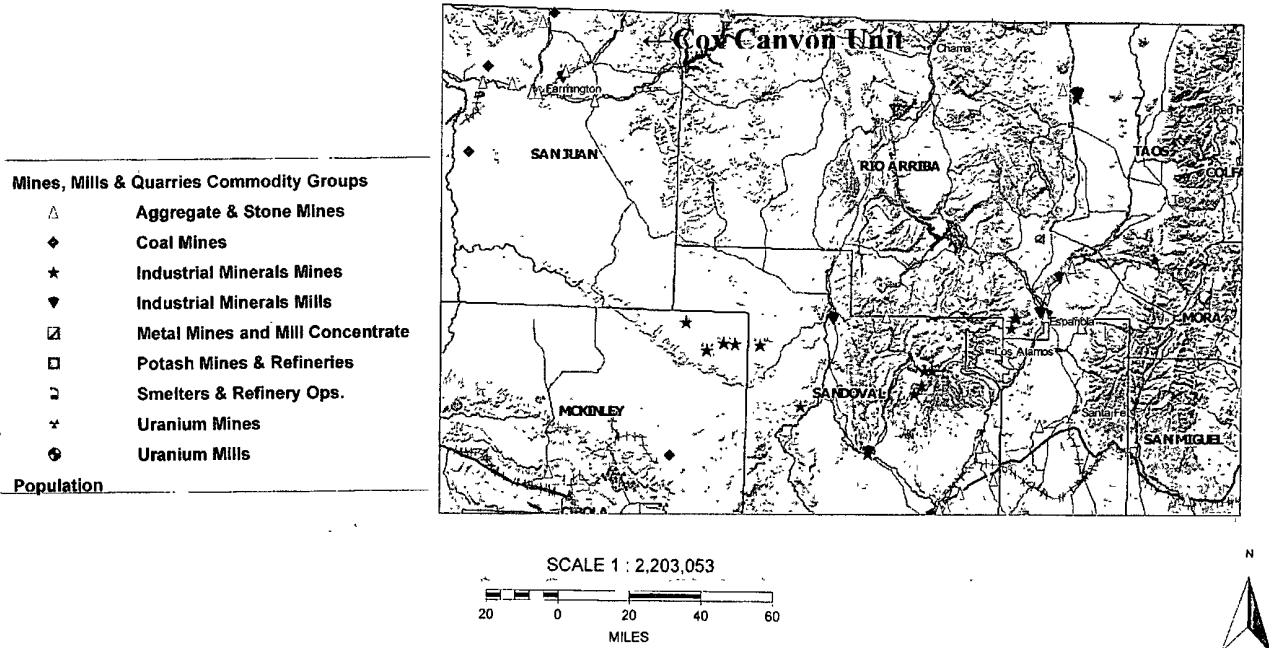 ←Cox Canyon Unit
Chama
Farmington
SAN JUAN
RIO ARRIBA
TAOS
Taos
Española
MORA
Los Alamos
SANDOVAL
MCKINLEY
Santa Fe
SAN MIGUEL
CIBOLA
Mines, Mills & Quarries Commodity Groups
Aggregate & Stone Mines
Coal Mines
Industrial Minerals Mines
Industrial Minerals Mills
Metal Mines and Mill Concentrate
Potash Mines & Refineries
Smelters & Refinery Ops.
Uranium Mines
Uranium Mills
Population
SCALE 1 : 2,203,053
20 0 20 40 60
MILES
N